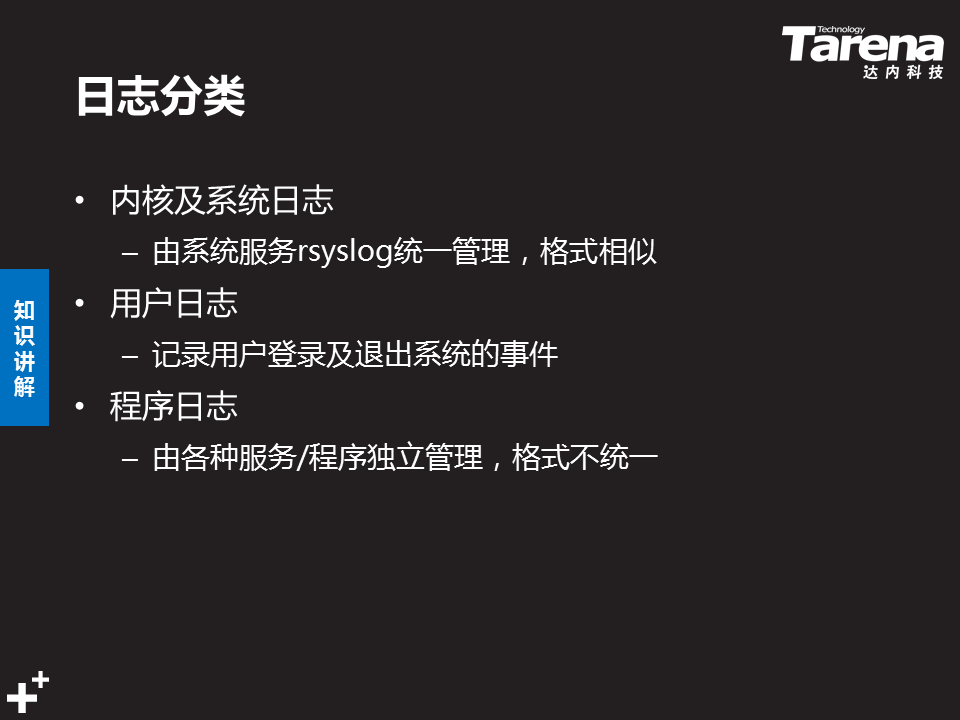 Technology
Tarena
达内科技
日志分类
• 内核及系统日志
– 由系统服务rsyslog统一管理，格式相似
• 用户日志
– 记录用户登录及退出系统的事件
• 程序日志
– 由各种服务/程序独立管理，格式不统一
知识讲解